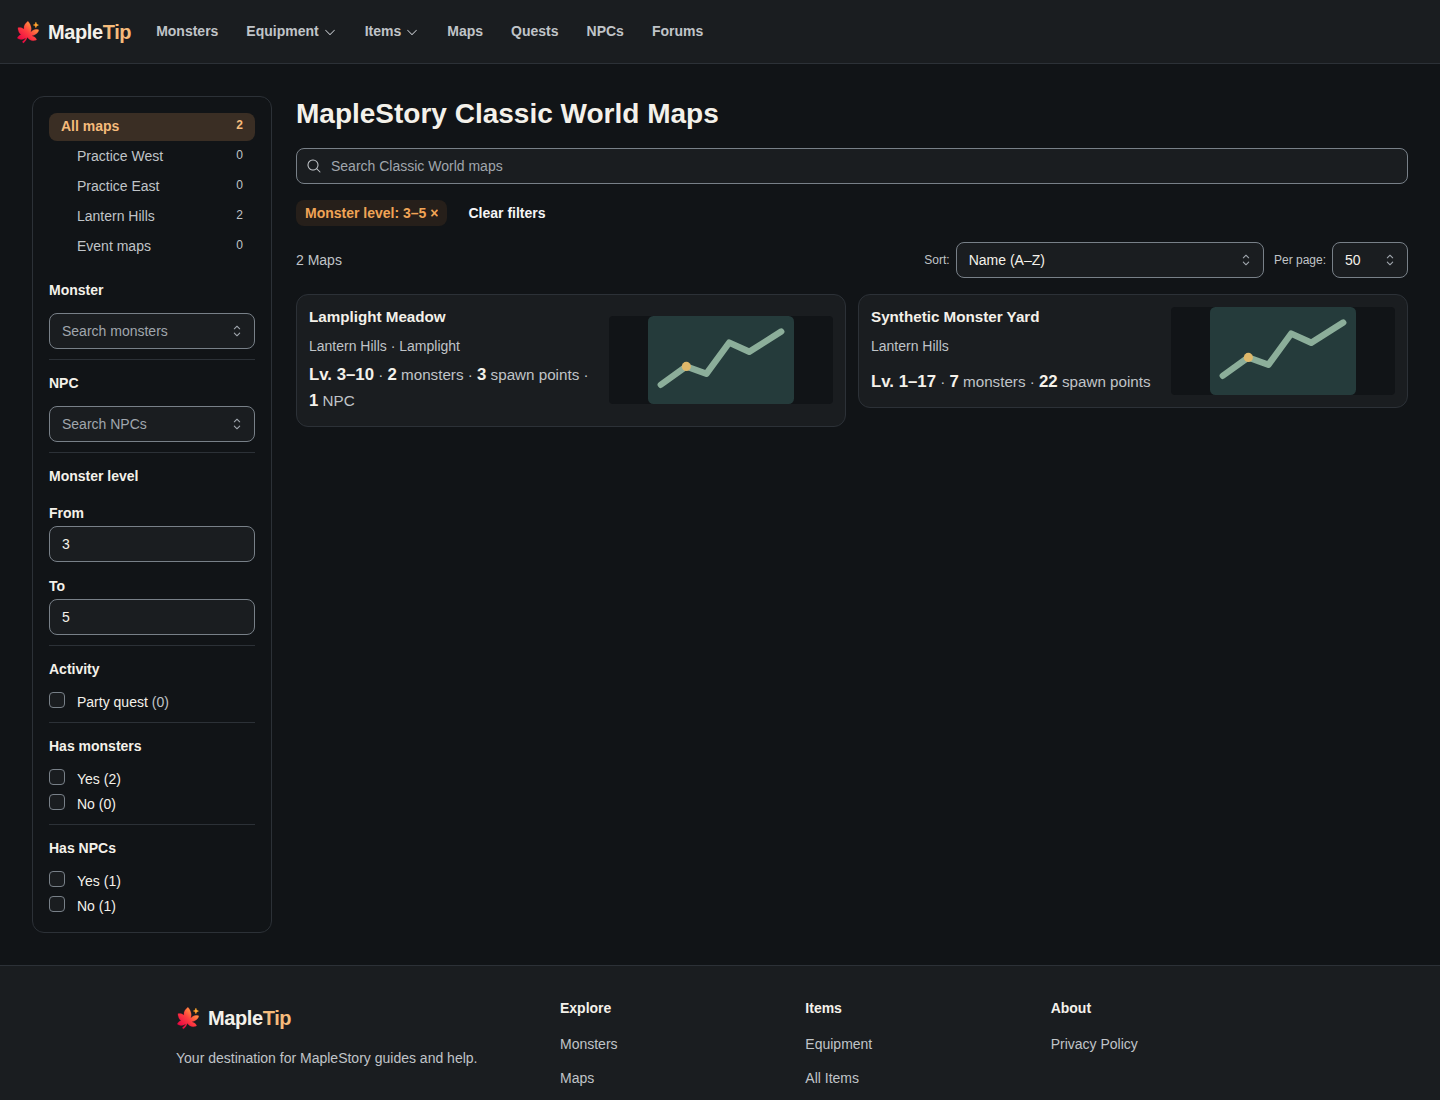 MapleTip Monsters Equipment Items Maps Quests NPCs Forums
All maps 2
Practice West 0
Practice East 0
Lantern Hills 2
Event maps 0
Monster
Search monsters
NPC
Search NPCs
Monster level
From
3
To
5
Activity
Party quest (0)
Has monsters
Yes (2)
No (0)
Has NPCs
Yes (1)
No (1)
MapleStory Classic World Maps
Search Classic World maps
Monster level: 3–5 × Clear filters
2 Maps Sort: Name (A–Z) Per page: 50
Lamplight Meadow
Lantern Hills · Lamplight
Lv. 3–10 · 2 monsters · 3 spawn points ·
1 NPC
Synthetic Monster Yard
Lantern Hills
Lv. 1–17 · 7 monsters · 22 spawn points
MapleTip
Your destination for MapleStory guides and help.
Explore
Monsters
Maps
Items
Equipment
All Items
About
Privacy Policy